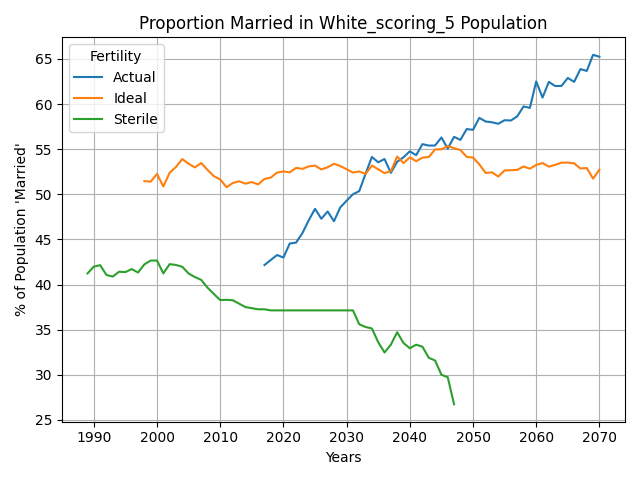 Proportion Married in White_scoring_5 Population
Fertility
Actual
Ideal
Sterile
% of Population 'Married'
65
60
55
50
45
40
35
30
25
1990 2000 2010 2020 2030 2040 2050 2060 2070
Years